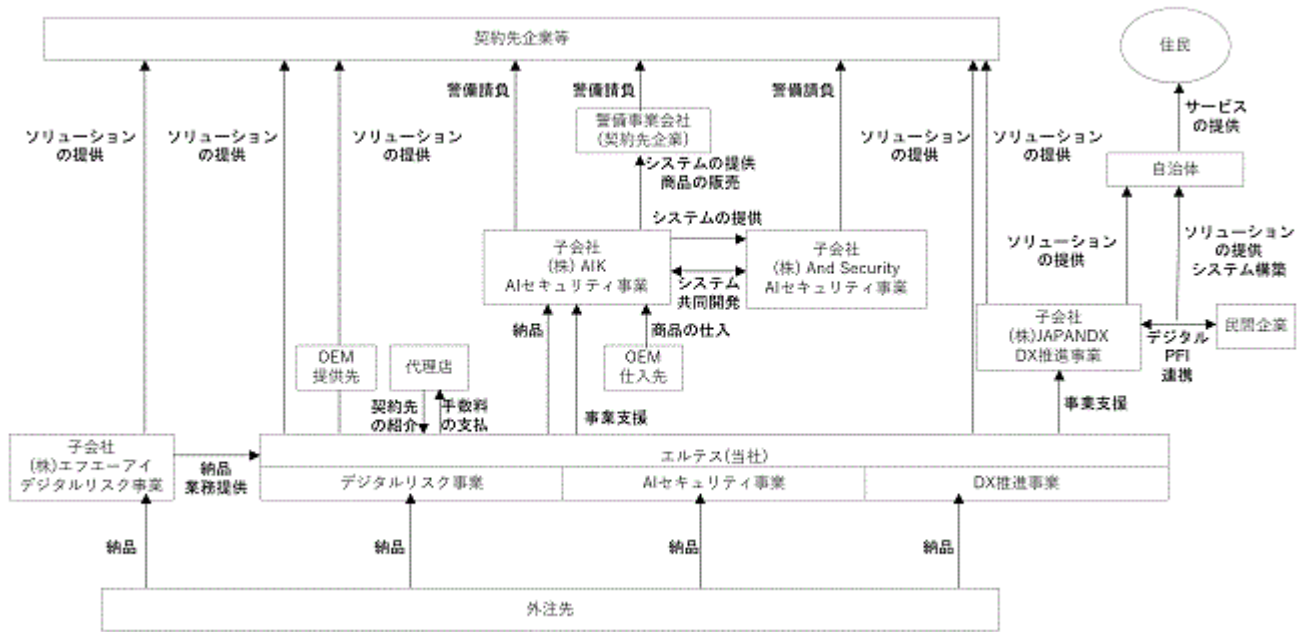 契約先企業等
住民
警備請負
警備請負
警備請負
サービス
の提供
警備事業会社
(契約先企業)
ソリューション
の提供
ソリューション
の提供
ソリューション
の提供
ソリューション
の提供
ソリューション
の提供
システムの提供
商品の販売
自治体
システムの提供
子会社
(株) AIK
AIセキュリティ事業
子会社
(株) And Security
AIセキュリティ事業
ソリューション
の提供
ソリューション
の提供
システム構築
システム
共同開発
納品
商品の仕入
子会社
(株)JAPANDX
DX推進事業
民間企業
デジタル
PFI
連携
OEM
提供先
代理店
OEM
仕入先
契約先
の紹介
手数料
の支払
事業支援
事業支援
子会社
(株)エフエーアイ
デジタルリスク事業
納品
業務提供
エルテス(当社)
デジタルリスク事業
AIセキュリティ事業
DX推進事業
納品
納品
納品
納品
外注先